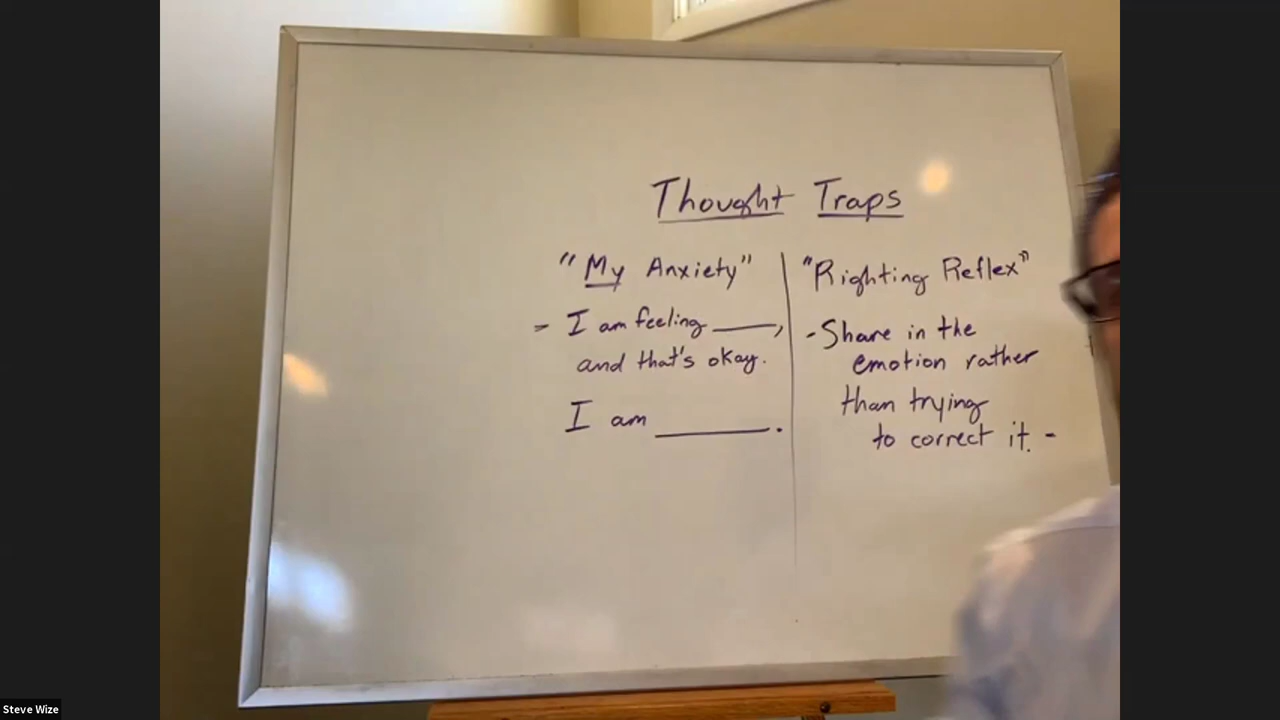 Thought Traps
"My Anxiety"
- I am feeling ____,
and that's okay.
I am ______.
"Righting Reflex"
- Share in the
emotion rather
than trying
to correct it. -
Steve Wize